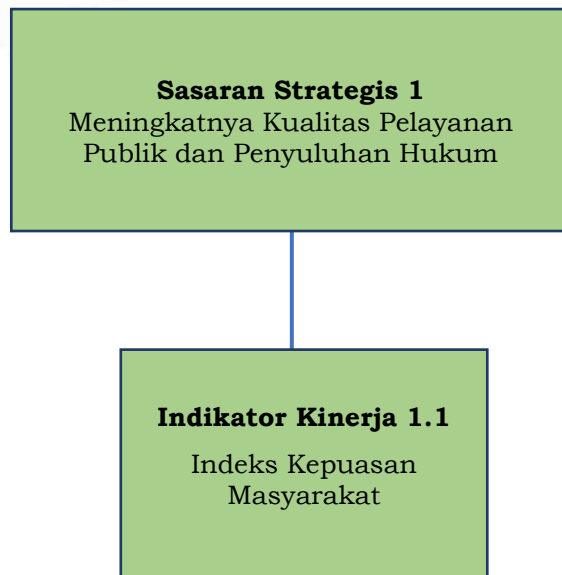 Sasaran Strategis 1
Meningkatnya Kualitas Pelayanan
Publik dan Penyuluhan Hukum
Indikator Kinerja 1.1
Indeks Kepuasan
Masyarakat